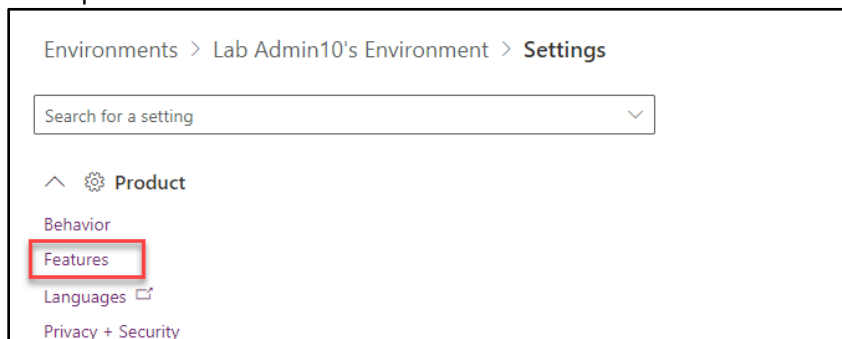 Environments > Lab Admin10's Environment > Settings
Search for a setting
Product
Behavior
Features
Languages
Privacy + Security